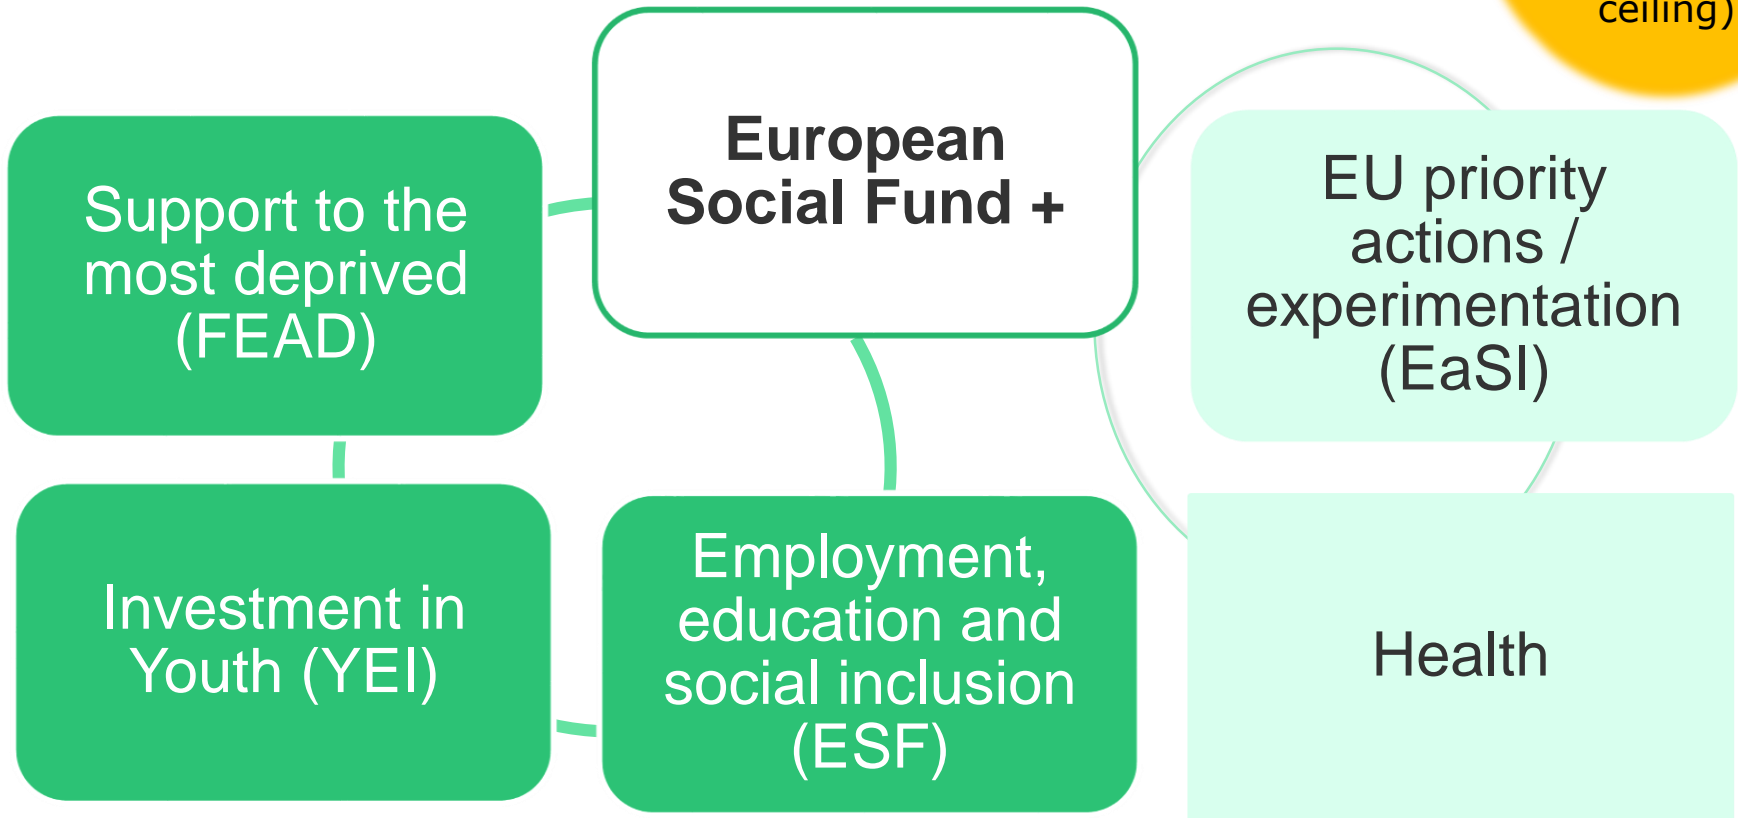 ceiling)
European
Social Fund +
Support to the
most deprived
(FEAD)
EU priority
actions /
experimentation
(EaSI)
Investment in
Youth (YEI)
Employment,
education and
social inclusion
(ESF)
Health